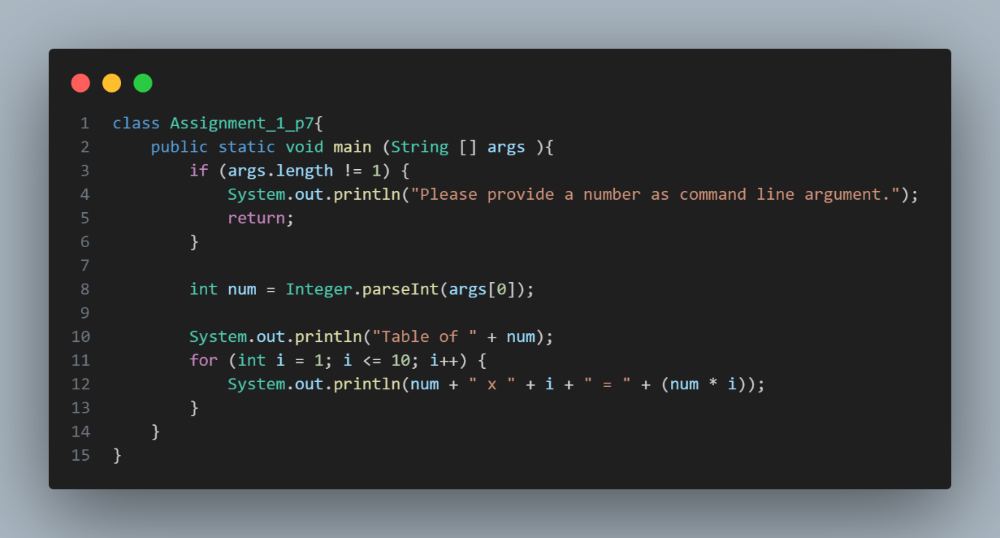 1 class Assignment_1_p7{
2     public static void main (String [] args ){
3         if (args.length != 1) {
4             System.out.println("Please provide a number as command line argument.");
5             return;
6         }
7
8         int num = Integer.parseInt(args[0]);
9
10         System.out.println("Table of " + num);
11         for (int i = 1; i <= 10; i++) {
12             System.out.println(num + " x " + i + " = " + (num * i));
13         }
14     }
15 }